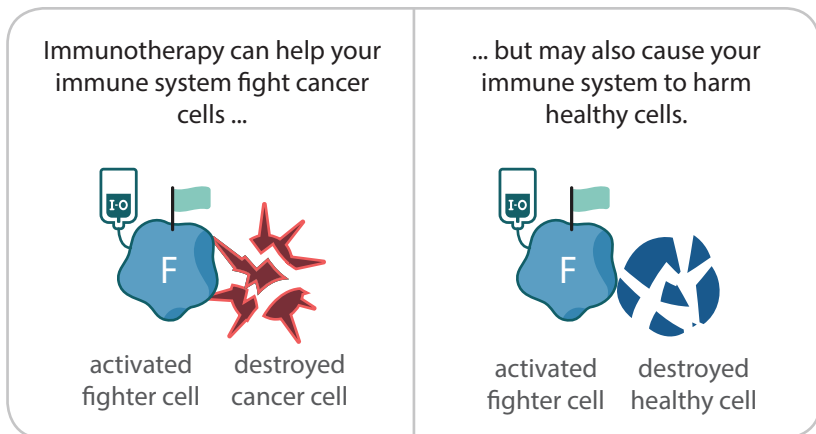 Immunotherapy can help your
immune system fight cancer
cells ...
I-O
F
activated
fighter cell
destroyed
cancer cell
... but may also cause your
immune system to harm
healthy cells.
I-O
F
activated
fighter cell
destroyed
healthy cell